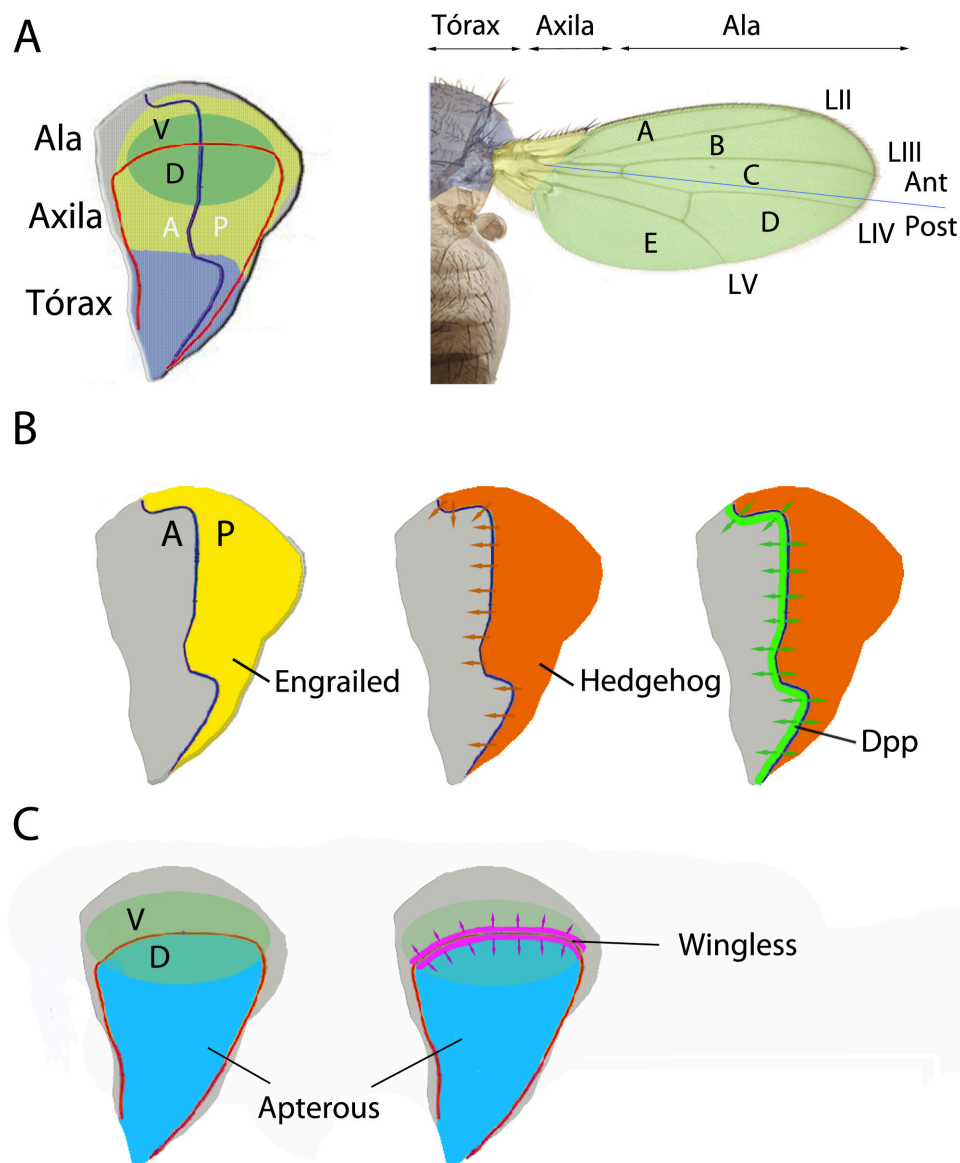 A
Tórax Axila Ala
Ala
Axila
Tórax
V
D
A P
A
B
C
D
E
LII
LIII
Ant
LIV Post
LV
B
A P
Engrailed
Hedgehog
Dpp
C
V
D
Wingless
Apterous